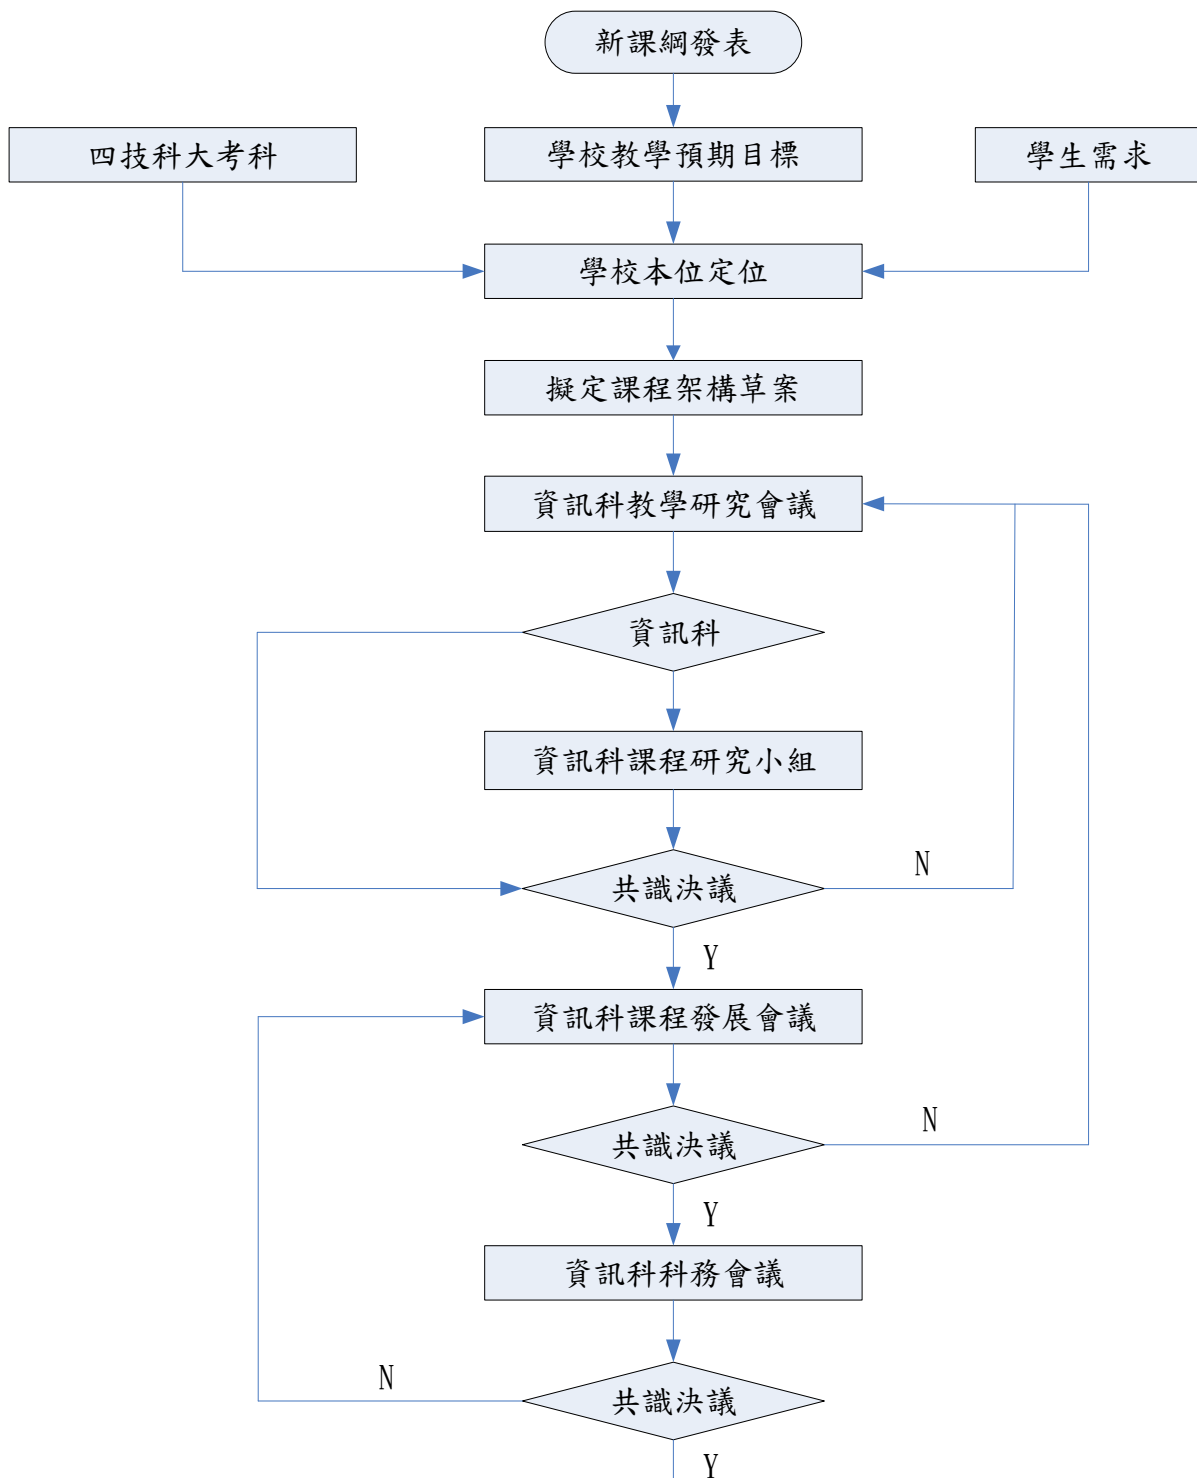 新課綱發表
四技科大考科
學校教學預期目標
學生需求
學校本位定位
擬定課程架構草案
資訊科教學研究會議
資訊科
資訊科課程研究小組
共識決議
N
Y
資訊科課程發展會議
共識決議
N
Y
資訊科科務會議
N
共識決議
Y